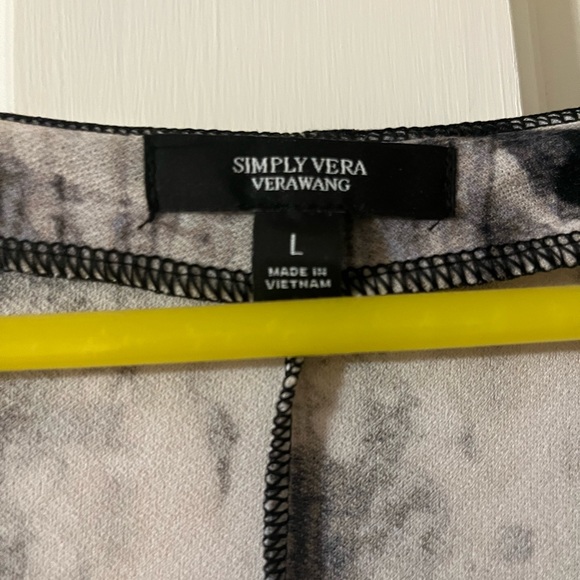 SIMPLY VERA
VERAWANG
L
MADE IN
VIETNAM